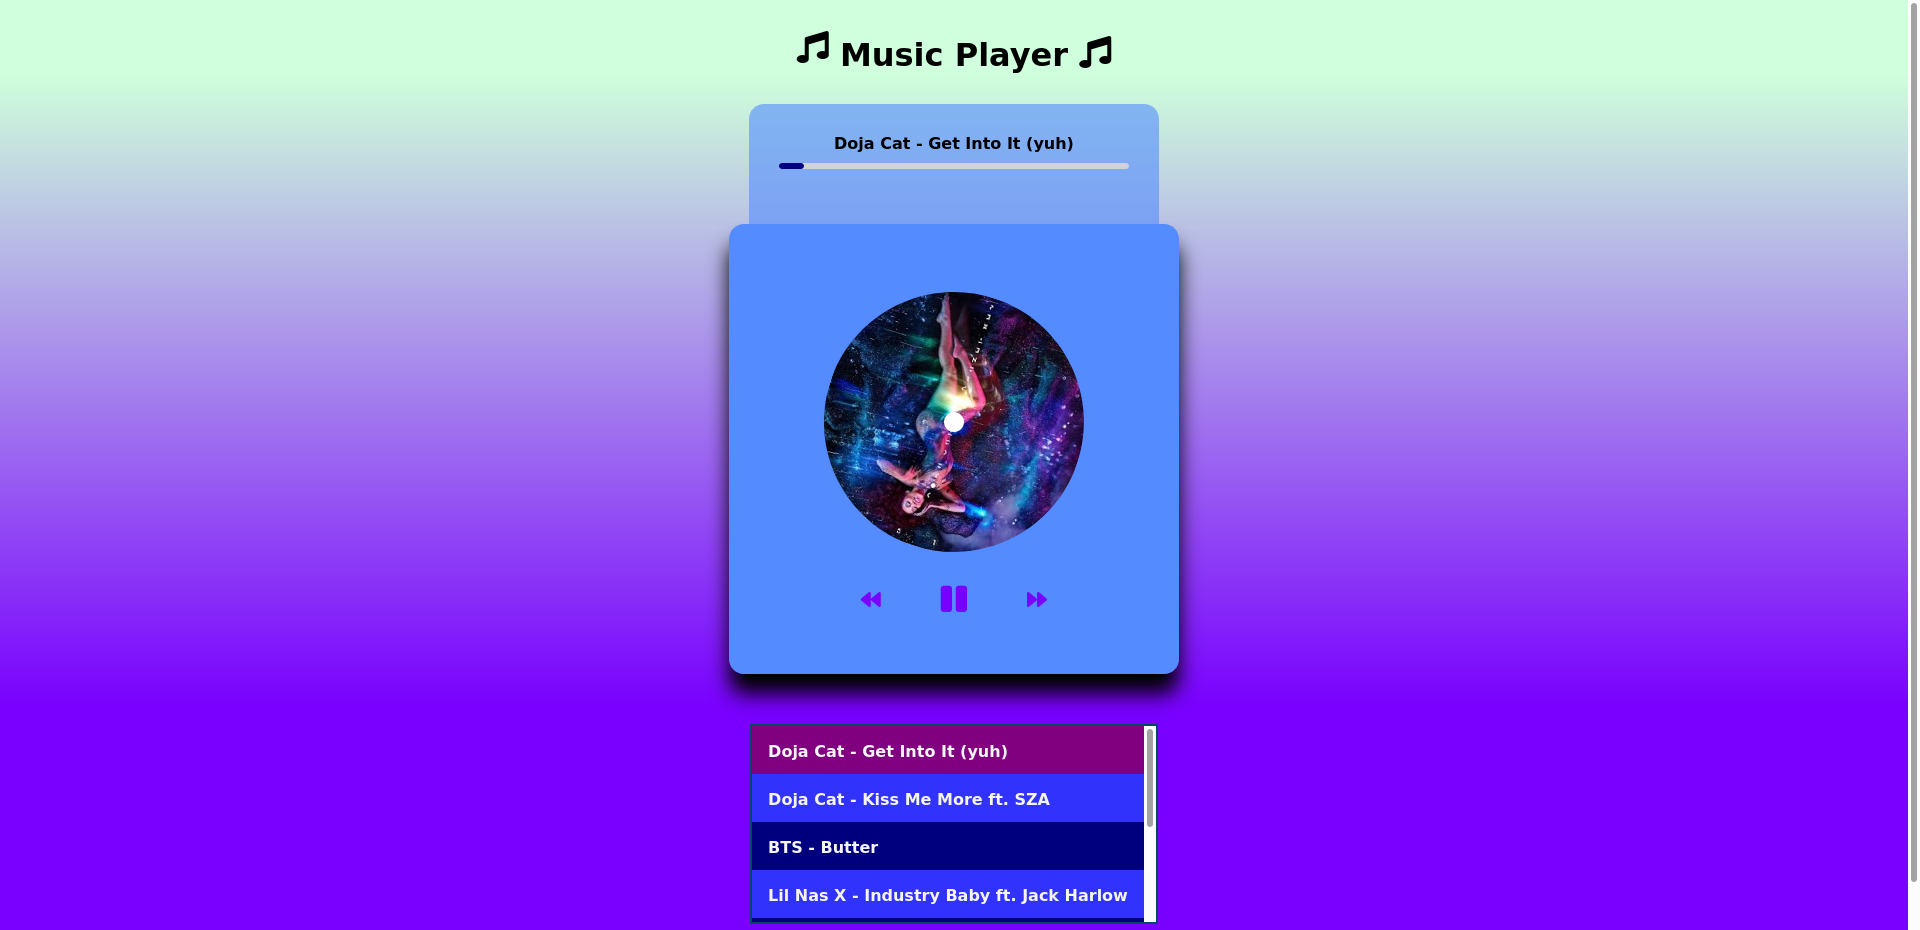 Music Player
Doja Cat - Get Into It (yuh)
Doja Cat - Get Into It (yuh)
Doja Cat - Kiss Me More ft. SZA
BTS - Butter
Lil Nas X - Industry Baby ft. Jack Harlow